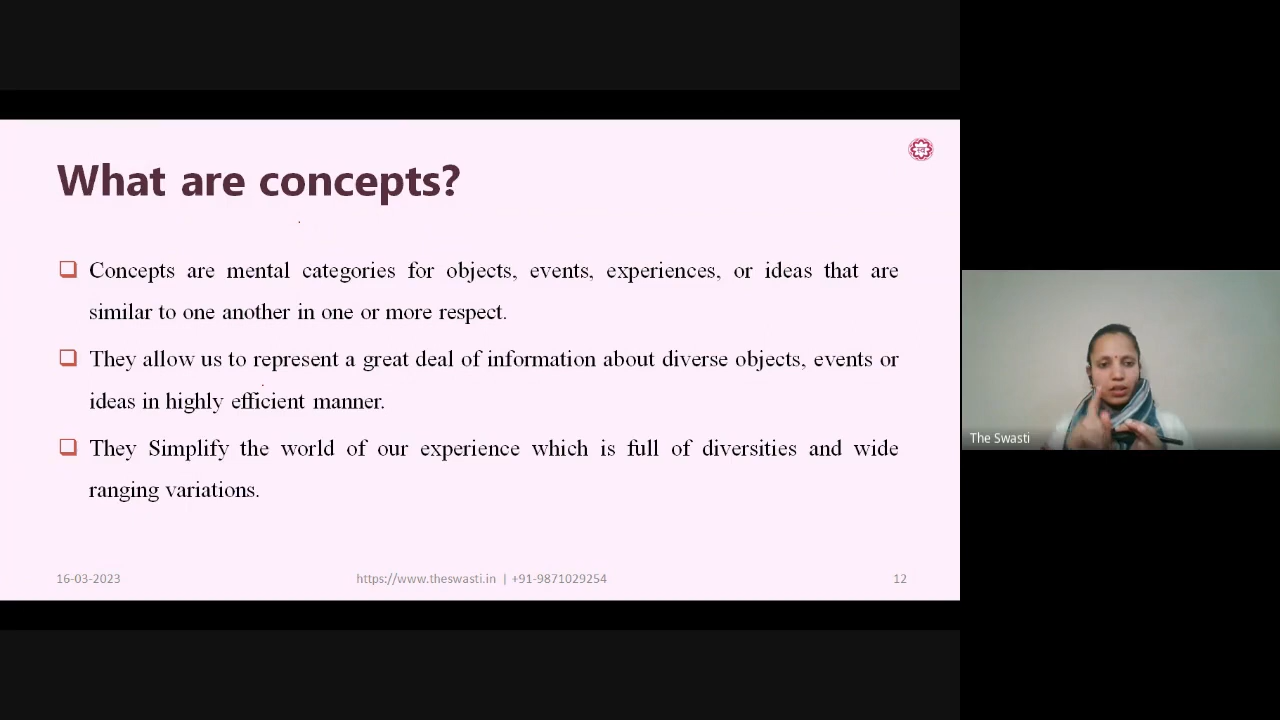 What are concepts?
Concepts are mental categories for objects, events, experiences, or ideas that are
similar to one another in one or more respect.
They allow us to represent a great deal of information about diverse objects, events or
ideas in highly efficient manner.
They Simplify the world of our experience which is full of diversities and wide
ranging variations.
16-03-2023
https://www.theswasti.in | +91-9871029254
12
The Swasti